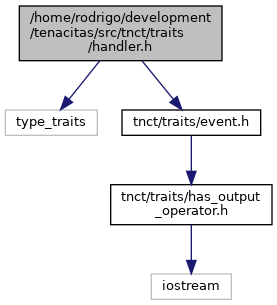 /home/rodrigo/development
/tenacitas/src/tnct/traits
/handler.h
type_traits
tnct/traits/event.h
tnct/traits/has_output
_operator.h
iostream